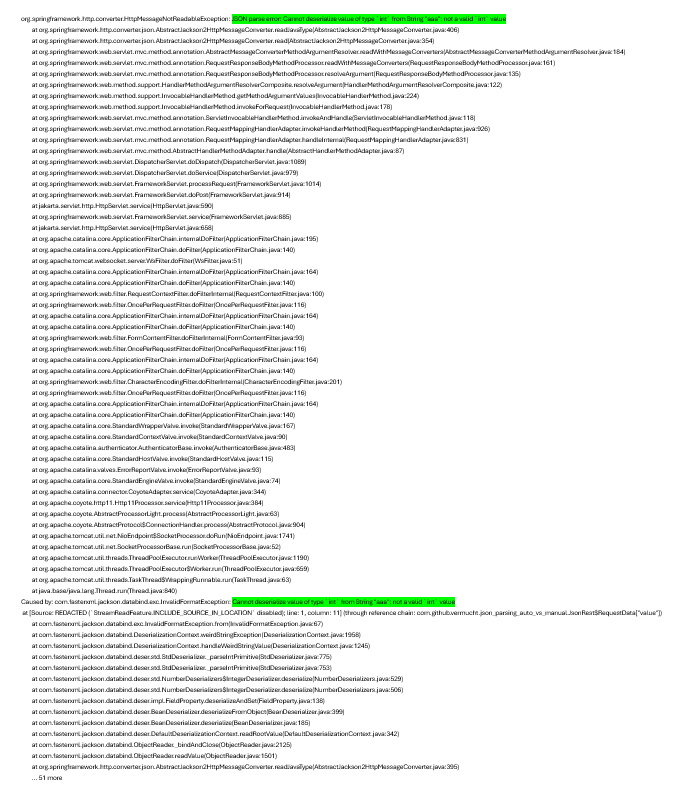 org.springframework.http.converter.HttpMessageNotReadableException: JSON parse error: Cannot deserialize value of type `int` from String "aaa": not a valid `int` value
at org.springframework.http.converter.json.AbstractJackson2HttpMessageConverter.readJavaType(AbstractJackson2HttpMessageConverter.java:406)
at org.springframework.http.converter.json.AbstractJackson2HttpMessageConverter.read(AbstractJackson2HttpMessageConverter.java:354)
at org.springframework.web.servlet.mvc.method.annotation.AbstractMessageConverterMethodArgumentResolver.readWithMessageConverters(AbstractMessageConverterMethodArgumentResolver.java:184)
at org.springframework.web.servlet.mvc.method.annotation.RequestResponseBodyMethodProcessor.readWithMessageConverters(RequestResponseBodyMethodProcessor.java:161)
at org.springframework.web.servlet.mvc.method.annotation.RequestResponseBodyMethodProcessor.resolveArgument(RequestResponseBodyMethodProcessor.java:135)
at org.springframework.web.method.support.HandlerMethodArgumentResolverComposite.resolveArgument(HandlerMethodArgumentResolverComposite.java:122)
at org.springframework.web.method.support.InvocableHandlerMethod.getMethodArgumentValues(InvocableHandlerMethod.java:224)
at org.springframework.web.method.support.InvocableHandlerMethod.invokeForRequest(InvocableHandlerMethod.java:178)
at org.springframework.web.servlet.mvc.method.annotation.ServletInvocableHandlerMethod.invokeAndHandle(ServletInvocableHandlerMethod.java:118)
at org.springframework.web.servlet.mvc.method.annotation.RequestMappingHandlerAdapter.invokeHandlerMethod(RequestMappingHandlerAdapter.java:926)
at org.springframework.web.servlet.mvc.method.annotation.RequestMappingHandlerAdapter.handleInternal(RequestMappingHandlerAdapter.java:831)
at org.springframework.web.servlet.mvc.method.AbstractHandlerMethodAdapter.handle(AbstractHandlerMethodAdapter.java:87)
at org.springframework.web.servlet.DispatcherServlet.doDispatch(DispatcherServlet.java:1089)
at org.springframework.web.servlet.DispatcherServlet.doService(DispatcherServlet.java:979)
at org.springframework.web.servlet.FrameworkServlet.processRequest(FrameworkServlet.java:1014)
at org.springframework.web.servlet.FrameworkServlet.doPost(FrameworkServlet.java:914)
at jakarta.servlet.http.HttpServlet.service(HttpServlet.java:590)
at org.springframework.web.servlet.FrameworkServlet.service(FrameworkServlet.java:885)
at jakarta.servlet.http.HttpServlet.service(HttpServlet.java:658)
at org.apache.catalina.core.ApplicationFilterChain.internalDoFilter(ApplicationFilterChain.java:195)
at org.apache.catalina.core.ApplicationFilterChain.doFilter(ApplicationFilterChain.java:140)
at org.apache.tomcat.websocket.server.WsFilter.doFilter(WsFilter.java:51)
at org.apache.catalina.core.ApplicationFilterChain.internalDoFilter(ApplicationFilterChain.java:164)
at org.apache.catalina.core.ApplicationFilterChain.doFilter(ApplicationFilterChain.java:140)
at org.springframework.web.filter.RequestContextFilter.doFilterInternal(RequestContextFilter.java:100)
at org.springframework.web.filter.OncePerRequestFilter.doFilter(OncePerRequestFilter.java:116)
at org.apache.catalina.core.ApplicationFilterChain.internalDoFilter(ApplicationFilterChain.java:164)
at org.apache.catalina.core.ApplicationFilterChain.doFilter(ApplicationFilterChain.java:140)
at org.springframework.web.filter.FormContentFilter.doFilterInternal(FormContentFilter.java:93)
at org.springframework.web.filter.OncePerRequestFilter.doFilter(OncePerRequestFilter.java:116)
at org.apache.catalina.core.ApplicationFilterChain.internalDoFilter(ApplicationFilterChain.java:164)
at org.apache.catalina.core.ApplicationFilterChain.doFilter(ApplicationFilterChain.java:140)
at org.springframework.web.filter.CharacterEncodingFilter.doFilterInternal(CharacterEncodingFilter.java:201)
at org.springframework.web.filter.OncePerRequestFilter.doFilter(OncePerRequestFilter.java:116)
at org.apache.catalina.core.ApplicationFilterChain.internalDoFilter(ApplicationFilterChain.java:164)
at org.apache.catalina.core.ApplicationFilterChain.doFilter(ApplicationFilterChain.java:140)
at org.apache.catalina.core.StandardWrapperValve.invoke(StandardWrapperValve.java:167)
at org.apache.catalina.core.StandardContextValve.invoke(StandardContextValve.java:90)
at org.apache.catalina.authenticator.AuthenticatorBase.invoke(AuthenticatorBase.java:483)
at org.apache.catalina.core.StandardHostValve.invoke(StandardHostValve.java:115)
at org.apache.catalina.valves.ErrorReportValve.invoke(ErrorReportValve.java:93)
at org.apache.catalina.core.StandardEngineValve.invoke(StandardEngineValve.java:74)
at org.apache.catalina.connector.CoyoteAdapter.service(CoyoteAdapter.java:344)
at org.apache.coyote.http11.Http11Processor.service(Http11Processor.java:384)
at org.apache.coyote.AbstractProcessorLight.process(AbstractProcessorLight.java:63)
at org.apache.coyote.AbstractProtocol$ConnectionHandler.process(AbstractProtocol.java:904)
at org.apache.tomcat.util.net.NioEndpoint$SocketProcessor.doRun(NioEndpoint.java:1741)
at org.apache.tomcat.util.net.SocketProcessorBase.run(SocketProcessorBase.java:52)
at org.apache.tomcat.util.threads.ThreadPoolExecutor.runWorker(ThreadPoolExecutor.java:1190)
at org.apache.tomcat.util.threads.ThreadPoolExecutor$Worker.run(ThreadPoolExecutor.java:659)
at org.apache.tomcat.util.threads.TaskThread$WrappingRunnable.run(TaskThread.java:63)
at java.base/java.lang.Thread.run(Thread.java:840)
Caused by: com.fasterxml.jackson.databind.exc.InvalidFormatException: Cannot deserialize value of type `int` from String "aaa": not a valid `int` value
at [Source: REDACTED (`StreamReadFeature.INCLUDE_SOURCE_IN_LOCATION` disabled); line: 1, column: 11] (through reference chain: com.githubvermucht.json_parsing_auto_vs_manual.JsonRest$RequestData["value"])
at com.fasterxml.jackson.databind.exc.InvalidFormatException.from(InvalidFormatException.java:67)
at com.fasterxml.jackson.databind.DeserializationContext.weirdStringException(DeserializationContext.java:1958)
at com.fasterxml.jackson.databind.DeserializationContext.handleWeirdStringValue(DeserializationContext.java:1245)
at com.fasterxml.jackson.databind.deser.std.StdDeserializer._parseIntPrimitive(StdDeserializer.java:775)
at com.fasterxml.jackson.databind.deser.std.StdDeserializer._parseIntPrimitive(StdDeserializer.java:753)
at com.fasterxml.jackson.databind.deser.std.NumberDeserializers$IntegerDeserializer.deserialize(NumberDeserializers.java:529)
at com.fasterxml.jackson.databind.deser.std.NumberDeserializers$IntegerDeserializer.deserialize(NumberDeserializers.java:506)
at com.fasterxml.jackson.databind.deser.impl.FieldProperty.deserializeAndSet(FieldProperty.java:138)
at com.fasterxml.jackson.databind.deser.BeanDeserializer.deserializeFromObject(BeanDeserializer.java:399)
at com.fasterxml.jackson.databind.deser.BeanDeserializer.deserialize(BeanDeserializer.java:185)
at com.fasterxml.jackson.databind.deser.DefaultDeserializationContext.readRootValue(DefaultDeserializationContext.java:342)
at com.fasterxml.jackson.databind.ObjectReader._bindAndClose(ObjectReader.java:2125)
at com.fasterxml.jackson.databind.ObjectReader.readValue(ObjectReader.java:1501)
at org.springframework.http.converter.json.AbstractJackson2HttpMessageConverter.readJavaType(AbstractJackson2HttpMessageConverter.java:395)
... 51 more